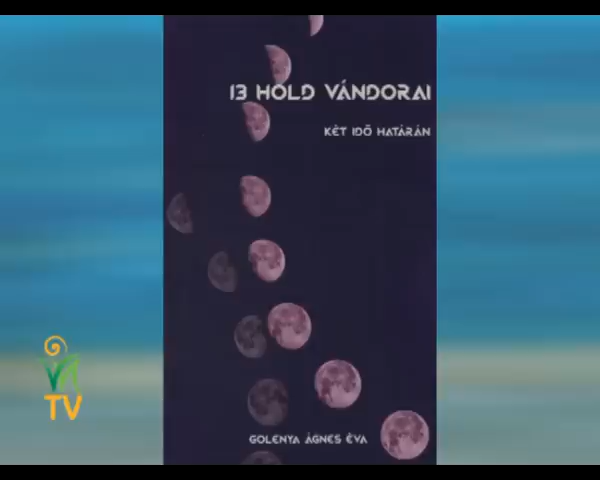 13 HOLD VÁNDORAI
KÉT IDŐ HATÁRÁN
GOLENYA ÁGNES ÉVA
TV